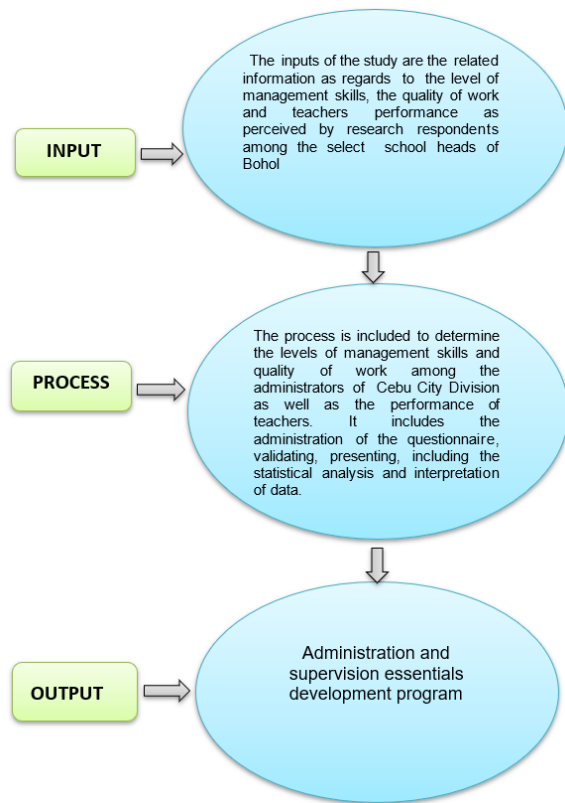 The inputs of the study are the related
information as regards to the level of
management skills, the quality of work
and teachers performance as
perceived by research respondents
among the select school heads of
Bohol
INPUT
The process is included to determine
the levels of management skills and
quality of work among the
administrators of Cebu City Division
as well as the performance of
teachers. It includes the
administration of the questionnaire,
validating, presenting, including the
statistical analysis and interpretation
of data.
PROCESS
Administration and
supervision essentials
development program
OUTPUT